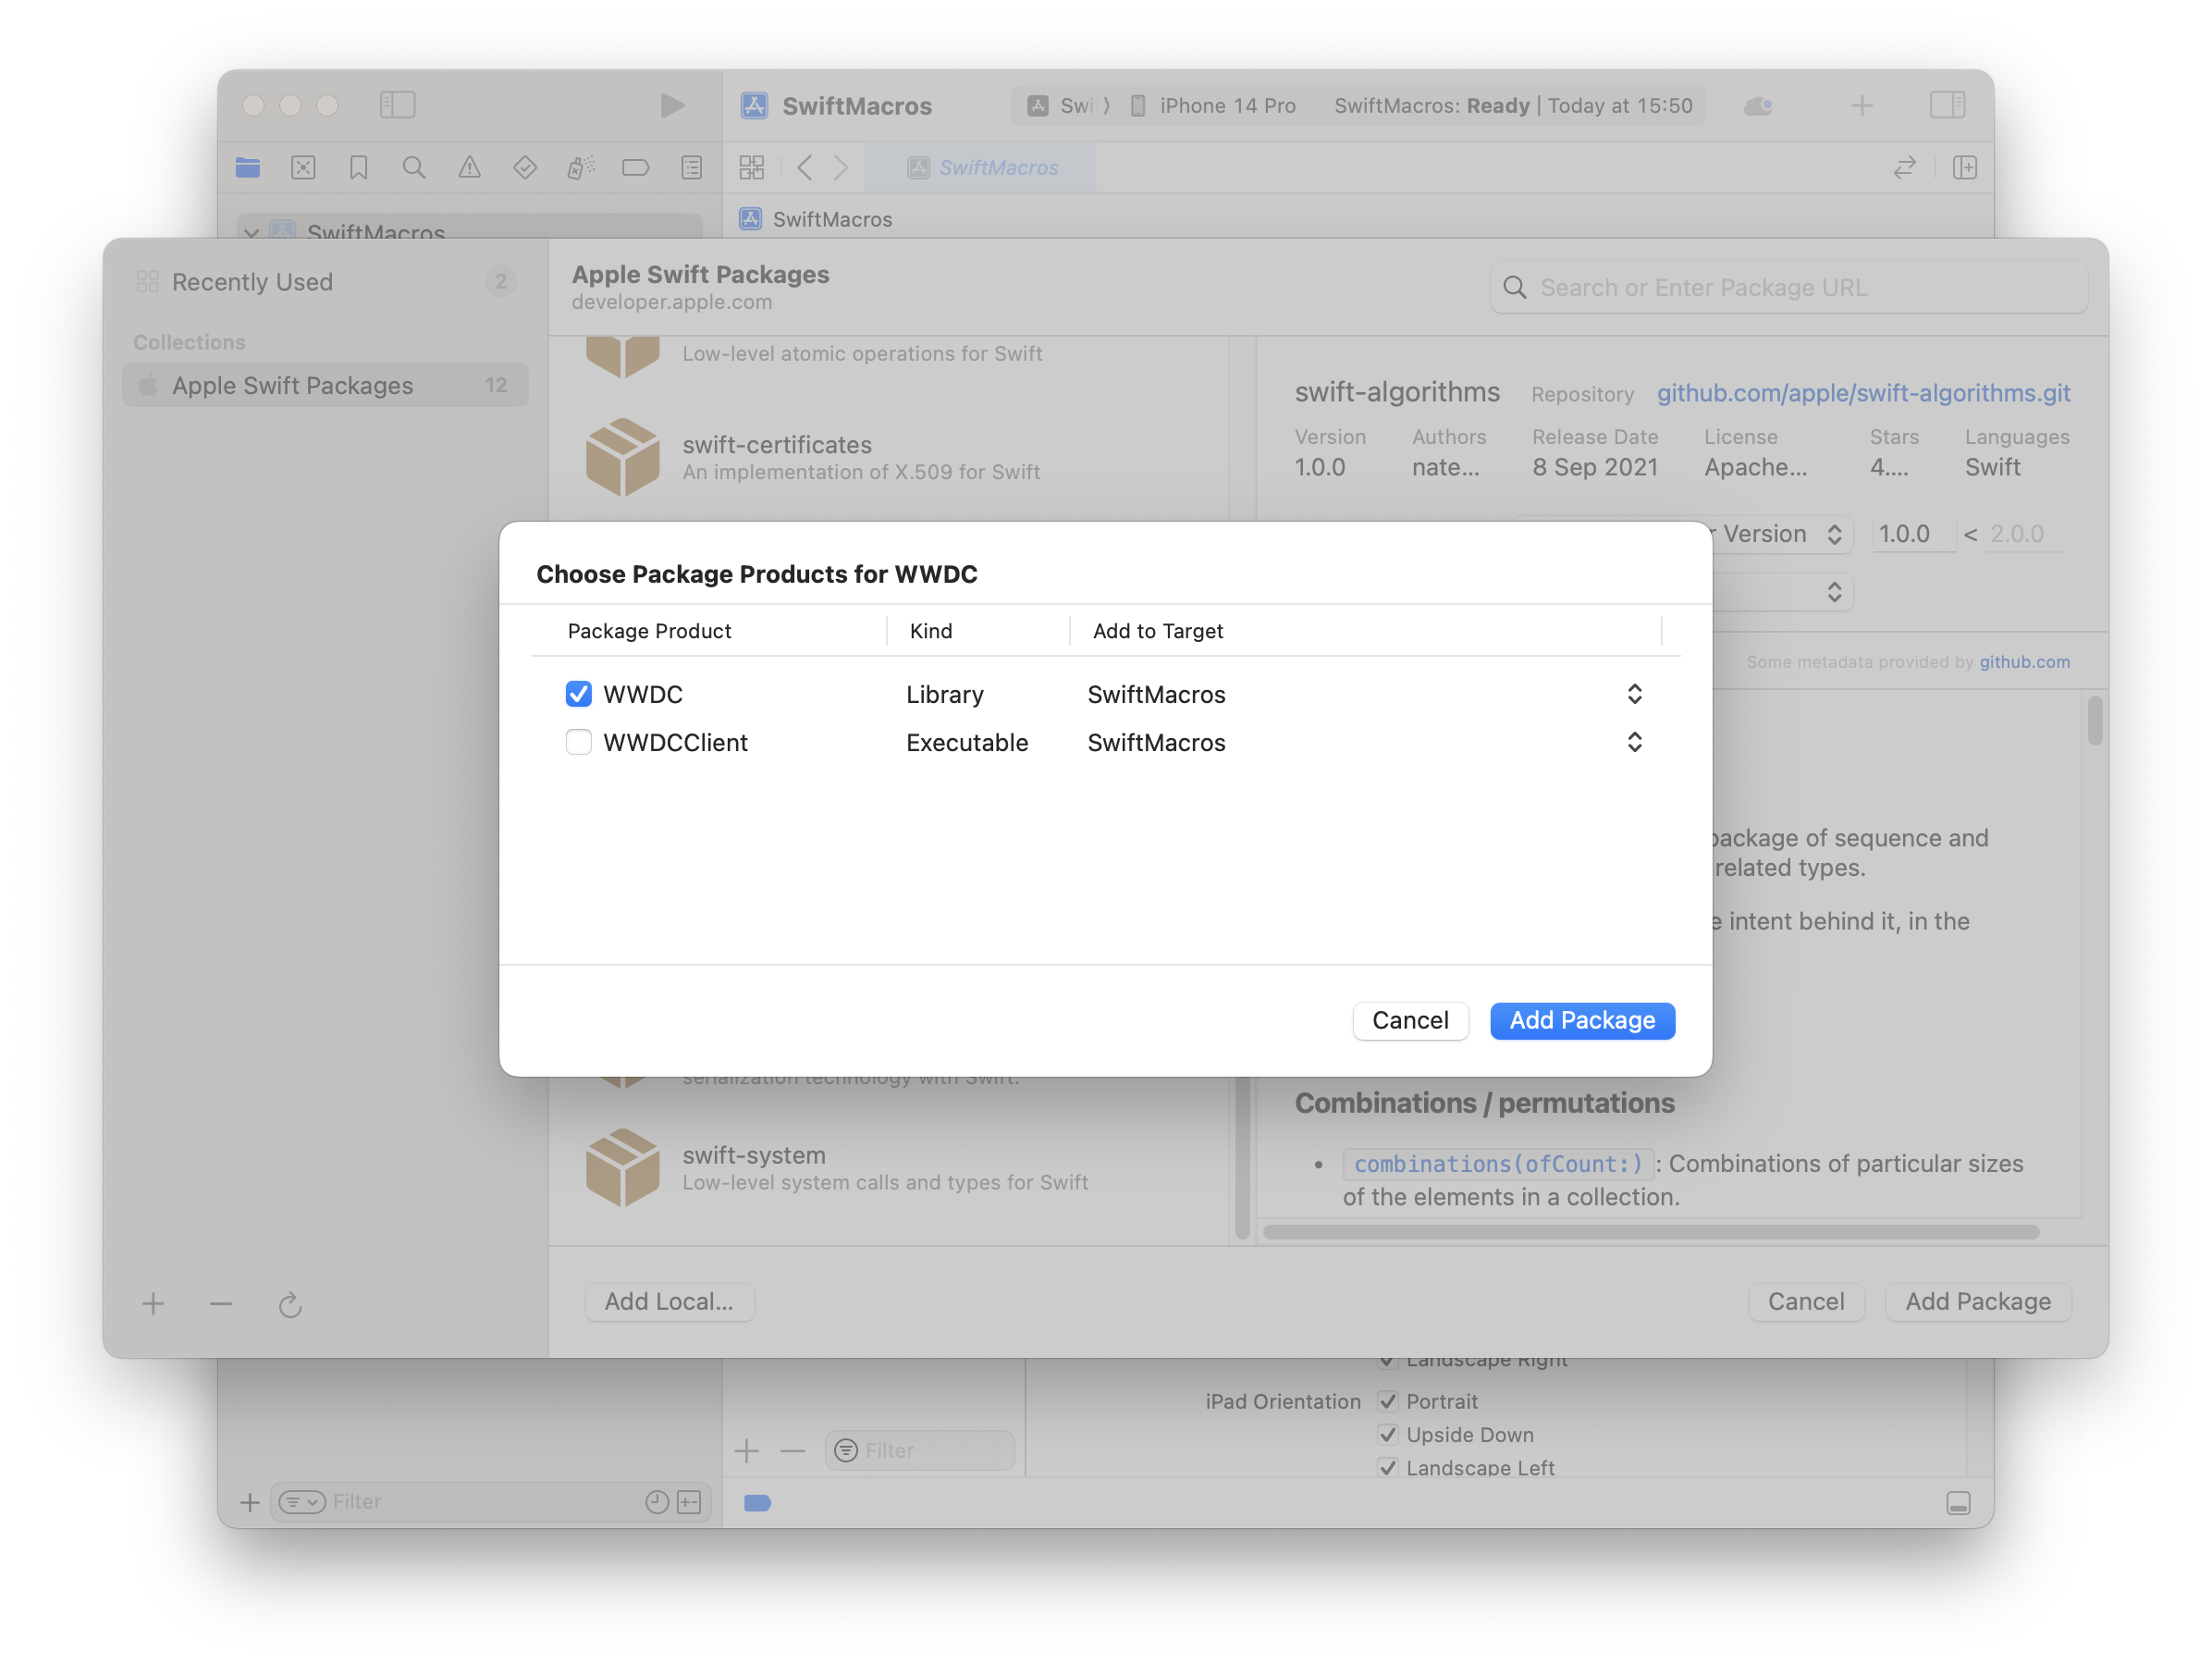 SwiftMacros
iPhone 14 Pro
SwiftMacros: Ready | Today at 15:50
SwiftMacros
SwiftMacros
SwiftMacros
Recently Used
2
Collections
Apple Swift Packages
12
Apple Swift Packages
developer.apple.com
Search or Enter Package URL
Low-level atomic operations for Swift
swift-certificates
An implementation of X.509 for Swift
swift-algorithms
Repository
github.com/apple/swift-algorithms.git
Version Authors Release Date License Stars Languages
1.0.0 nate... 8 Sep 2021 Apache... 4.... Swift
Version 1.0.0 < 2.0.0
Some metadata provided by github.com
Choose Package Products for WWDC
Package Product Kind Add to Target
WWDC Library SwiftMacros
WWDCClient Executable SwiftMacros
Cancel Add Package
package of sequence and
related types.
intent behind it, in the
serialization technology with Swift.
swift-system
Low-level system calls and types for Swift
Combinations / permutations
• combinations(ofCount:) : Combinations of particular sizes
of the elements in a collection.
Add Local...
Cancel Add Package
Landscape Right
iPad Orientation Portrait
Upside Down
Landscape Left
Filter
Filter